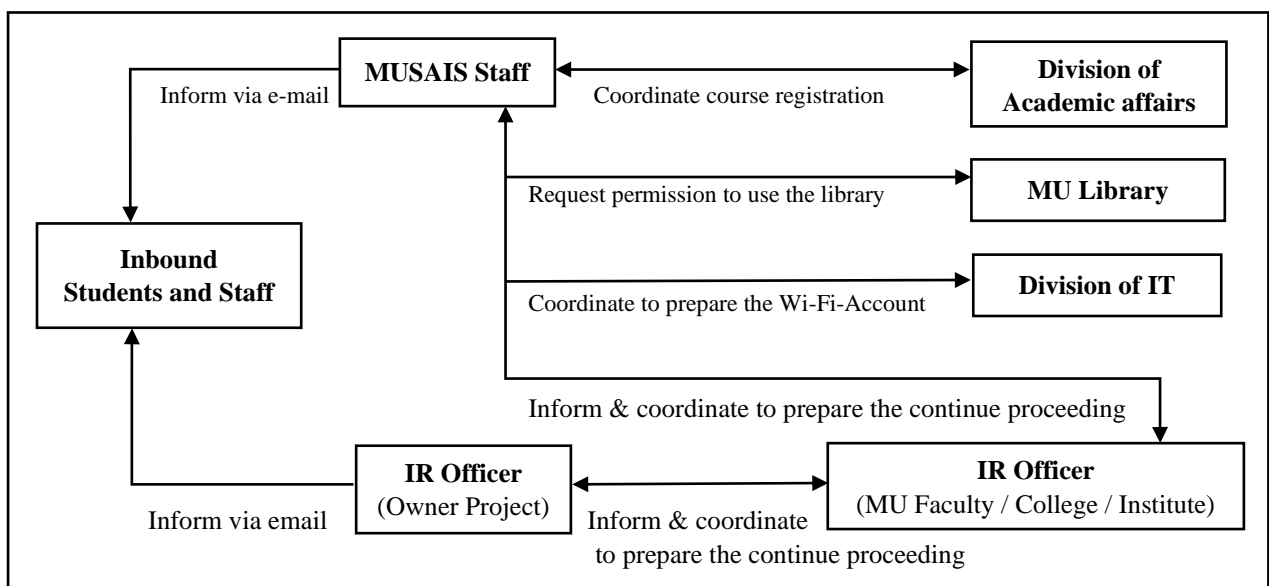 MUSAIS Staff
Division of
Academic affairs
Inform via e-mail
Coordinate course registration
Request permission to use the library
MU Library
Inbound
Students and Staff
Coordinate to prepare the Wi-Fi-Account
Division of IT
Inform & coordinate to prepare the continue proceeding
IR Officer
(Owner Project)
IR Officer
(MU Faculty / College / Institute)
Inform via email
Inform & coordinate
to prepare the continue proceeding